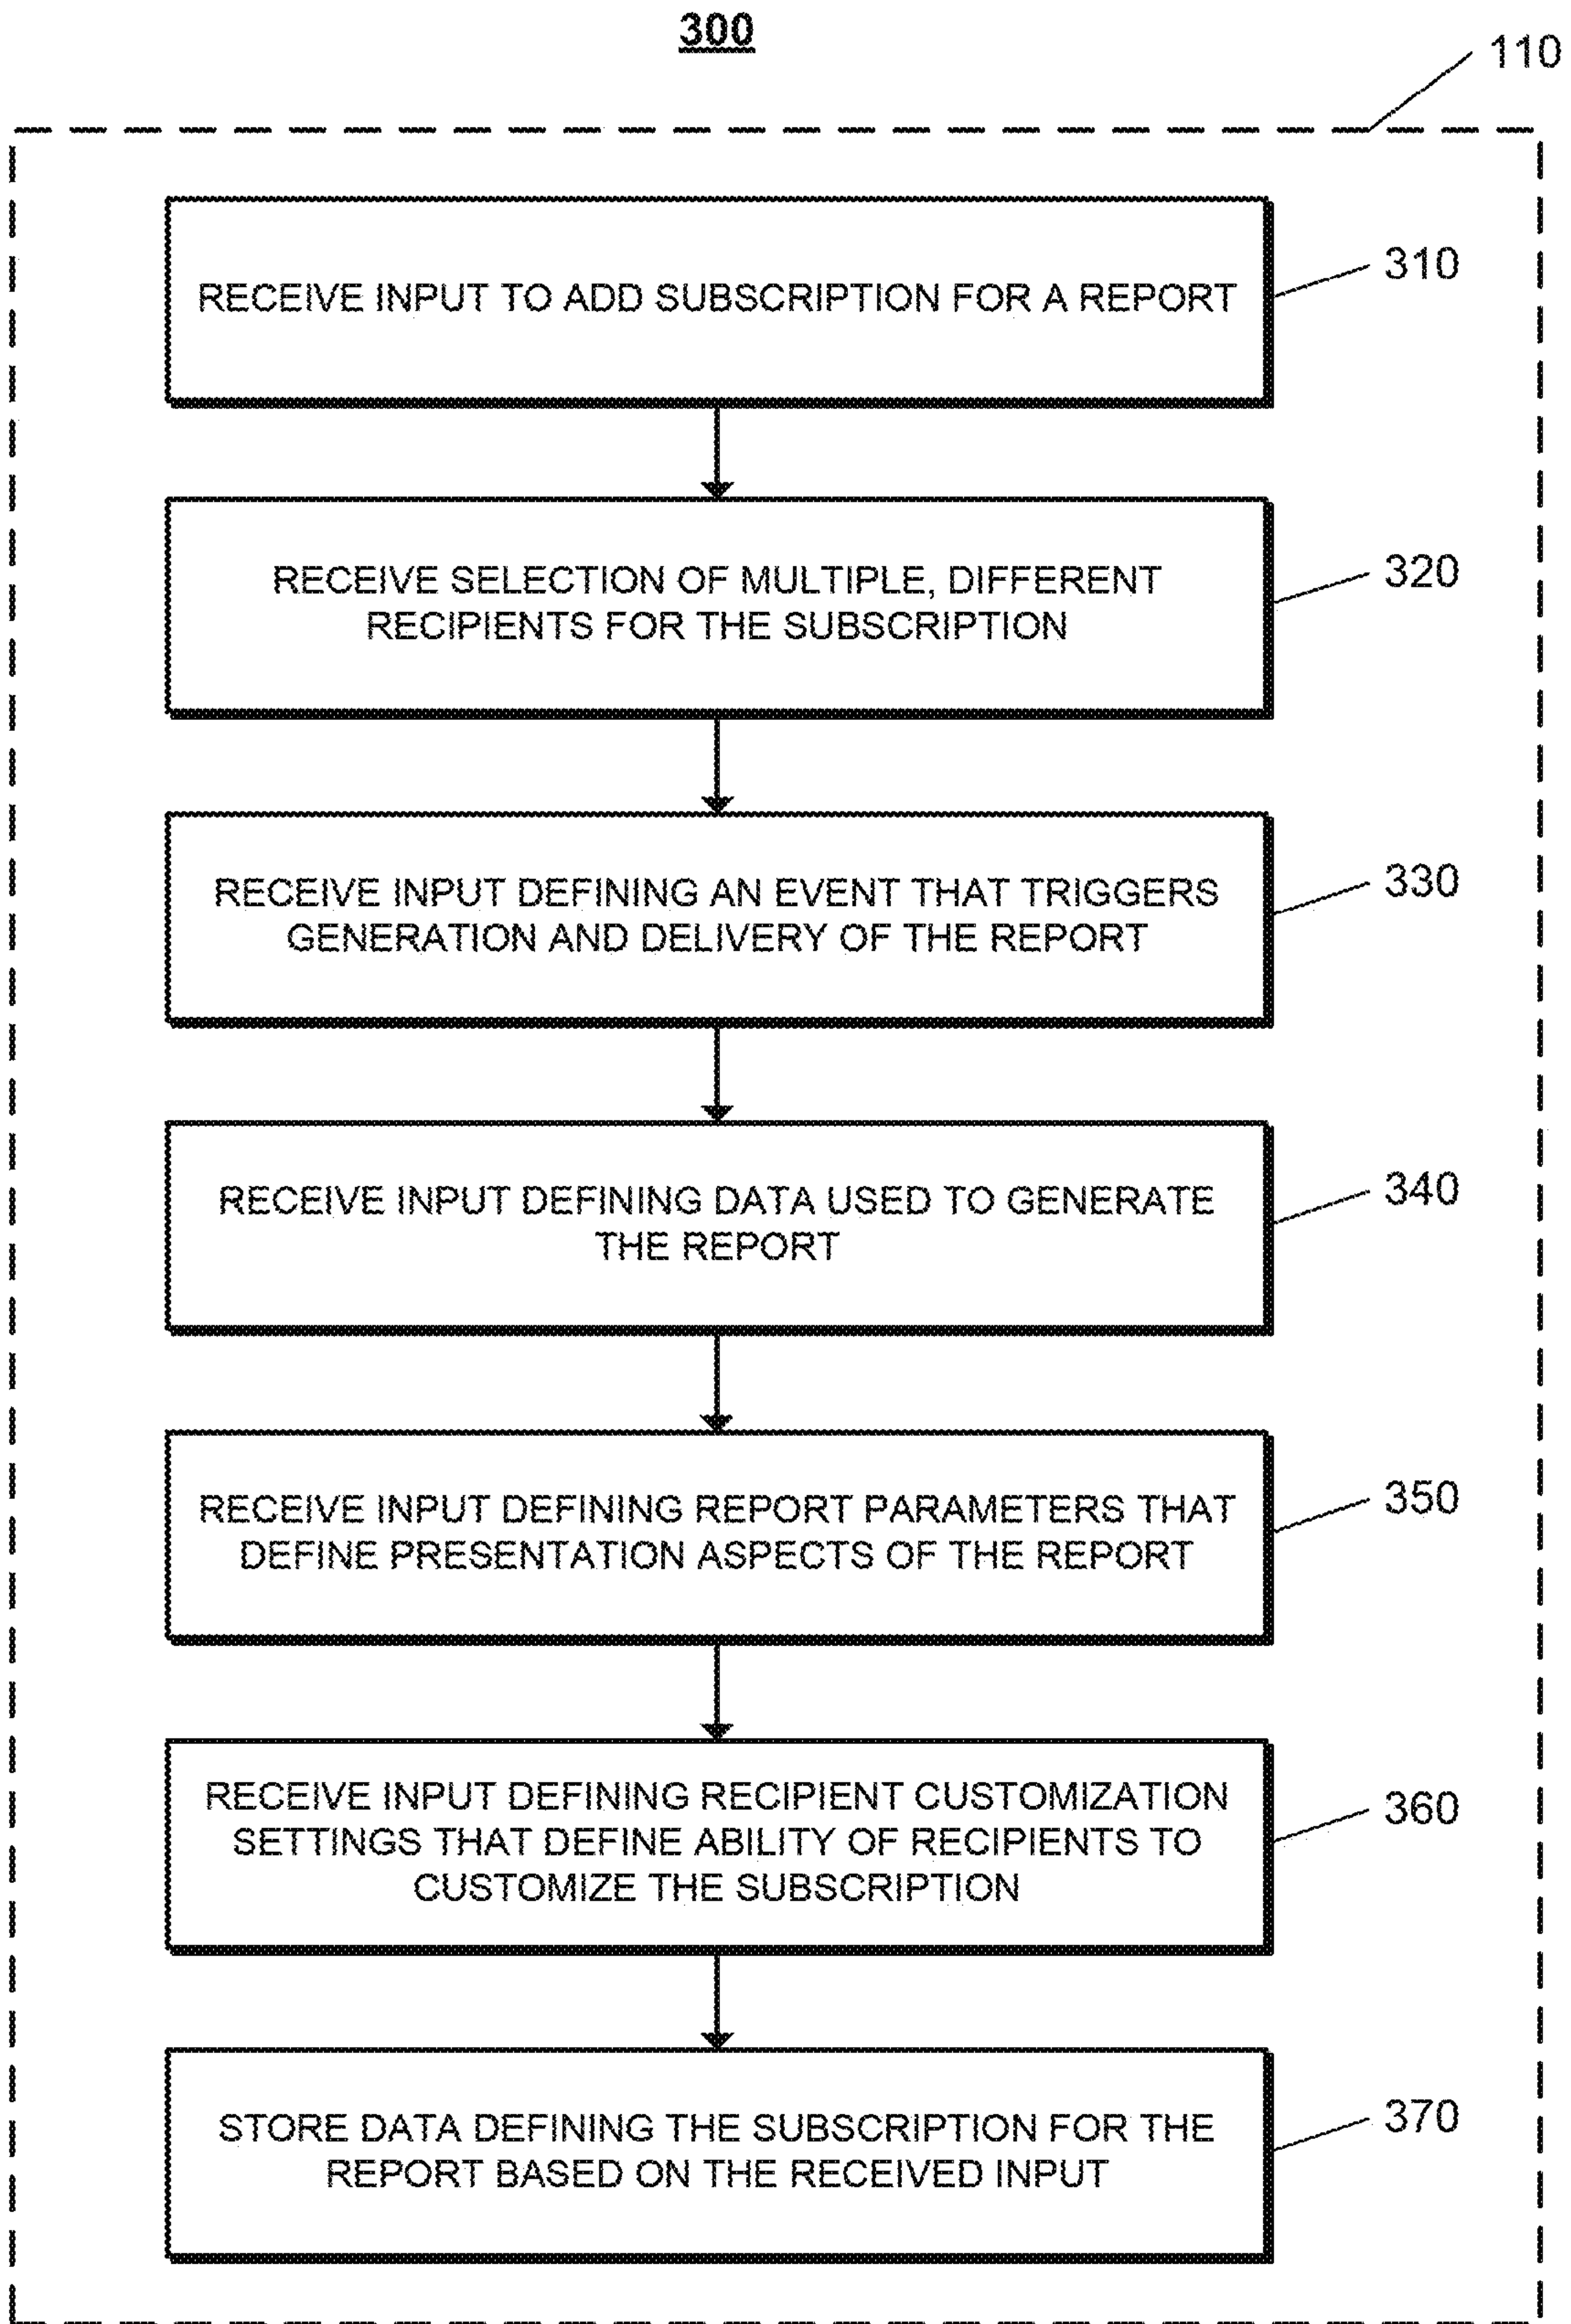 300
110
RECEIVE INPUT TO ADD SUBSCRIPTION FOR A REPORT
310
RECEIVE SELECTION OF MULTIPLE, DIFFERENT
RECIPIENTS FOR THE SUBSCRIPTION
320
RECEIVE INPUT DEFINING AN EVENT THAT TRIGGERS
GENERATION AND DELIVERY OF THE REPORT
330
RECEIVE INPUT DEFINING DATA USED TO GENERATE
THE REPORT
340
RECEIVE INPUT DEFINING REPORT PARAMETERS THAT
DEFINE PRESENTATION ASPECTS OF THE REPORT
350
RECEIVE INPUT DEFINING RECIPIENT CUSTOMIZATION
SETTINGS THAT DEFINE ABILITY OF RECIPIENTS TO
CUSTOMIZE THE SUBSCRIPTION
360
STORE DATA DEFINING THE SUBSCRIPTION FOR THE
REPORT BASED ON THE RECEIVED INPUT
370